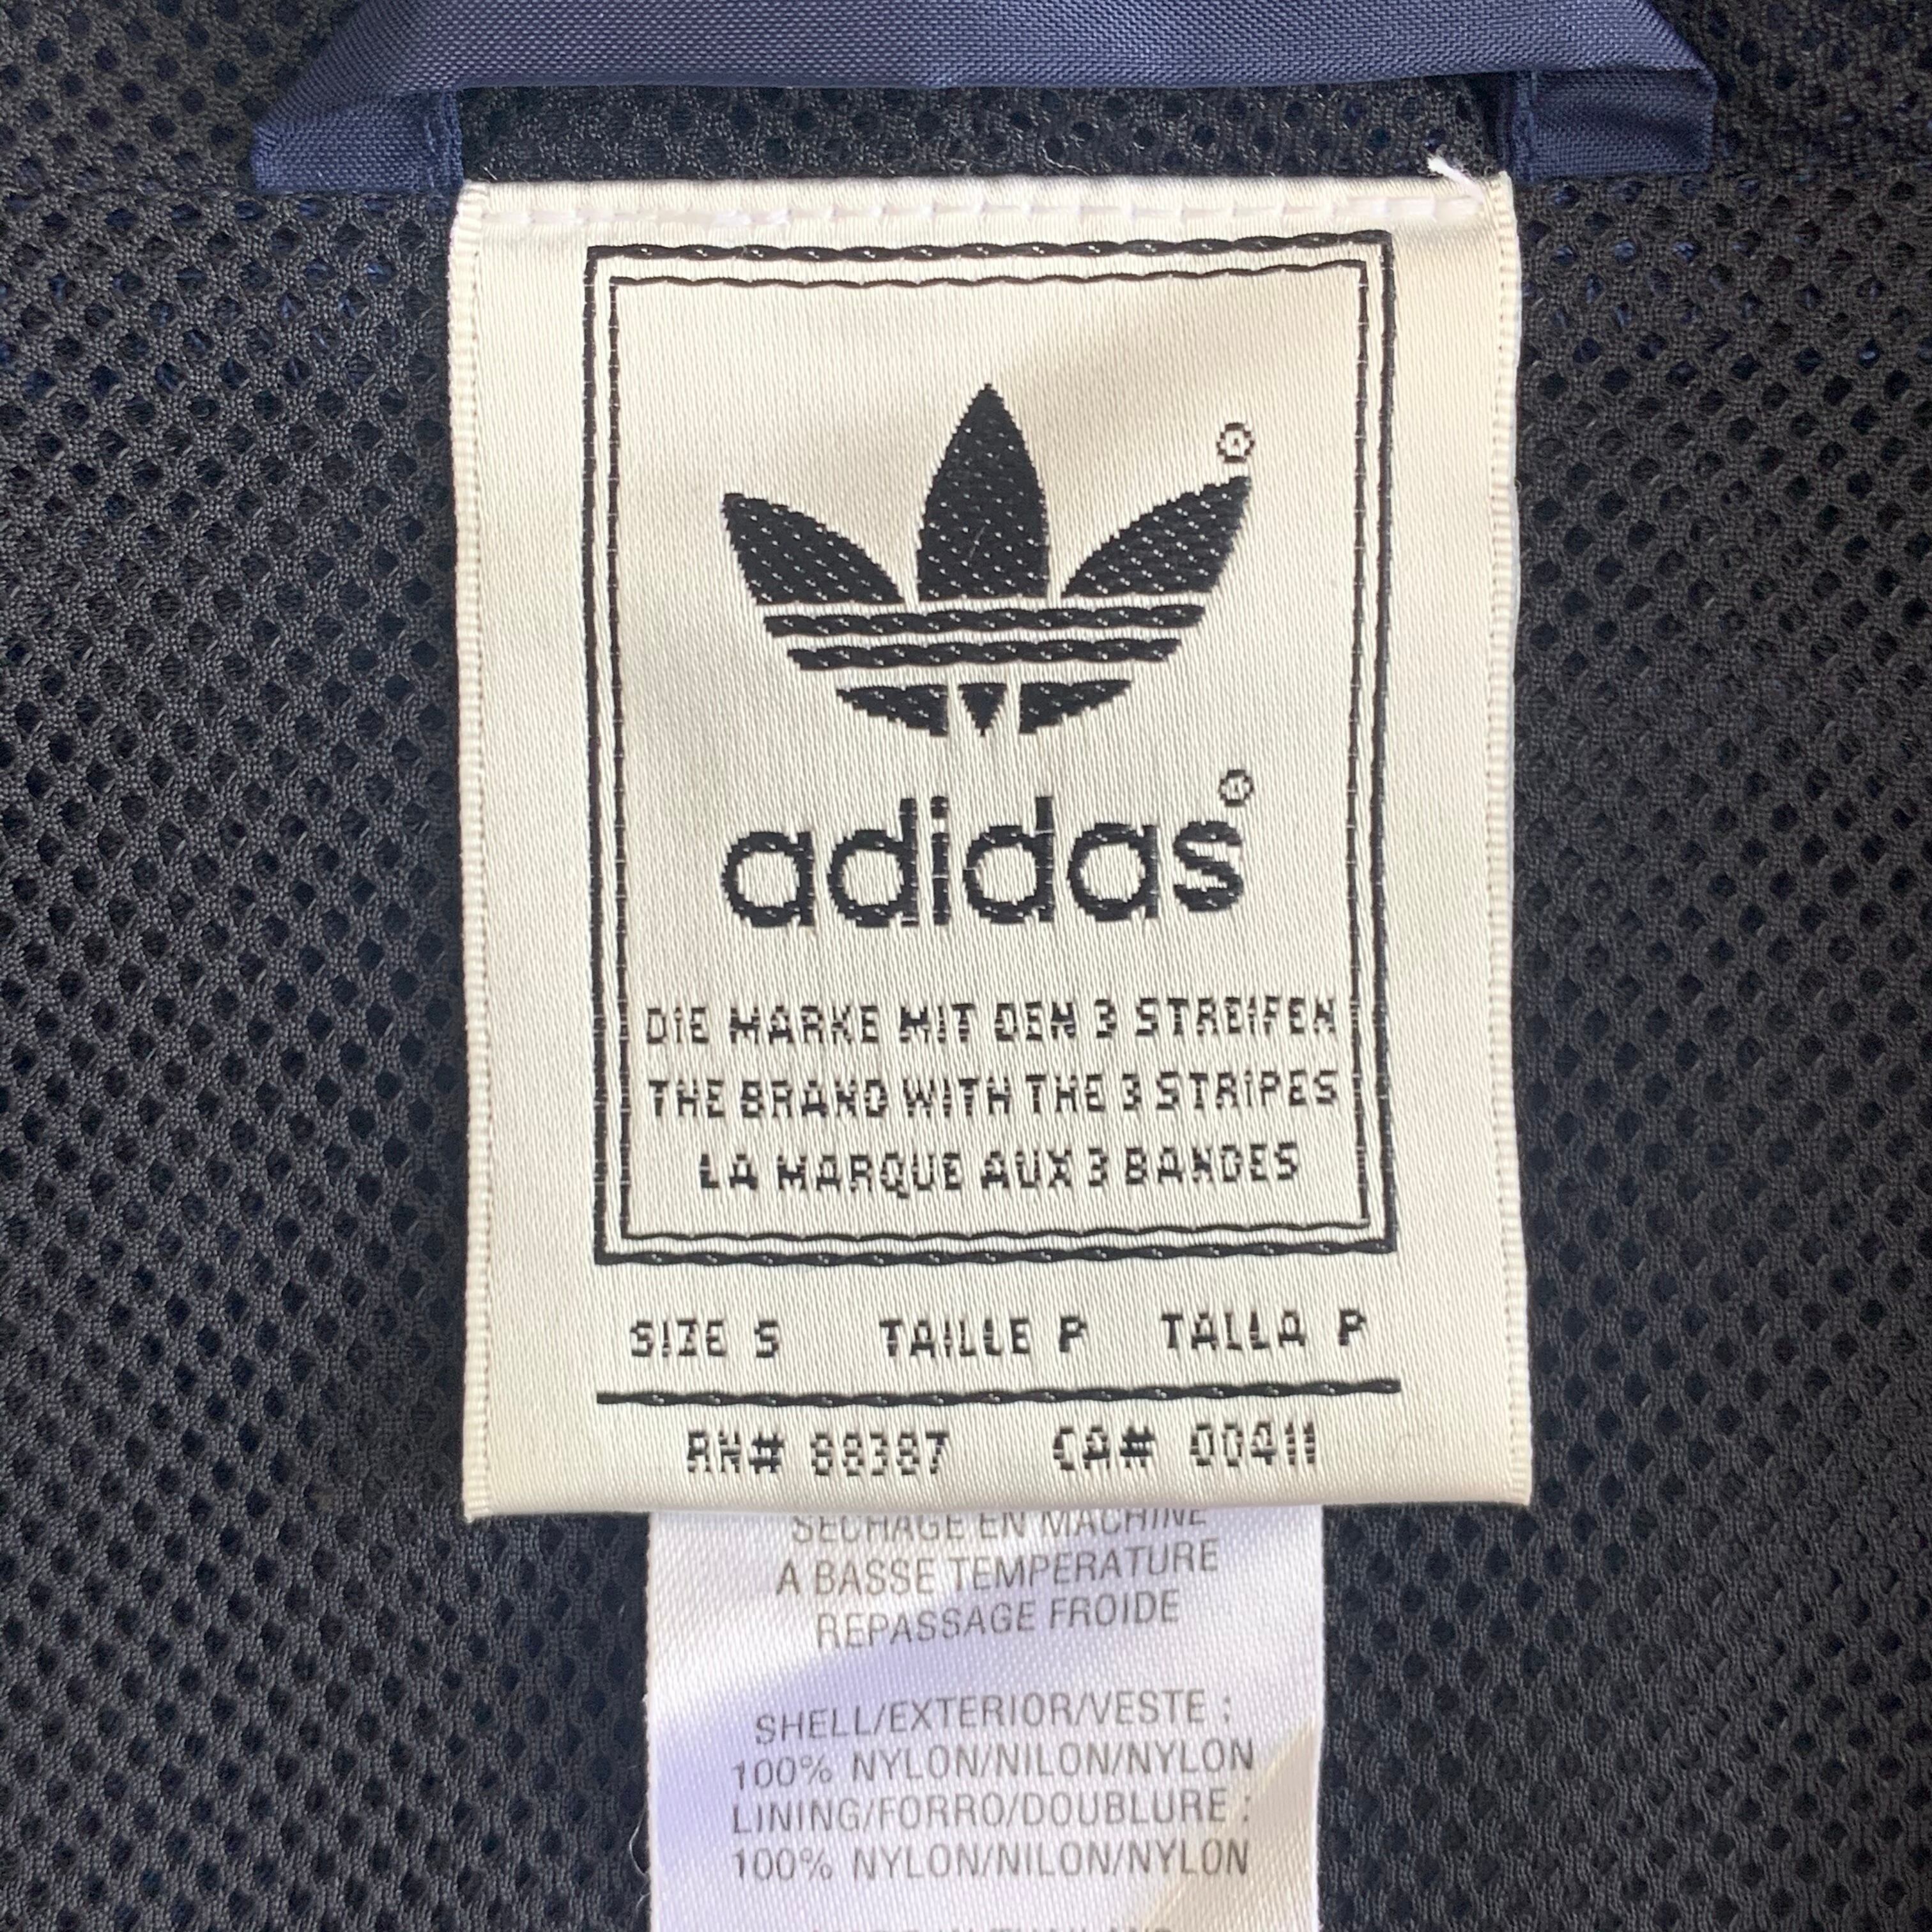 adidas®
DIE MARKE MIT DEN 3 STREIFEN
THE BRAND WITH THE 3 STRIPES
LA MARQUE AUX 3 BANDES
SIZE S TAILLE P TALLA P
RN# 88387 CA# 00411
SECHAGE EN MACHINE
A BASSE TEMPERATURE
REPASSAGE FROIDE
SHELL/EXTERIOR/VESTE :
100% NYLON/NILON/NYLON
LINING/FORRO/DOUBLURE :
100% NYLON/NILON/NYLON